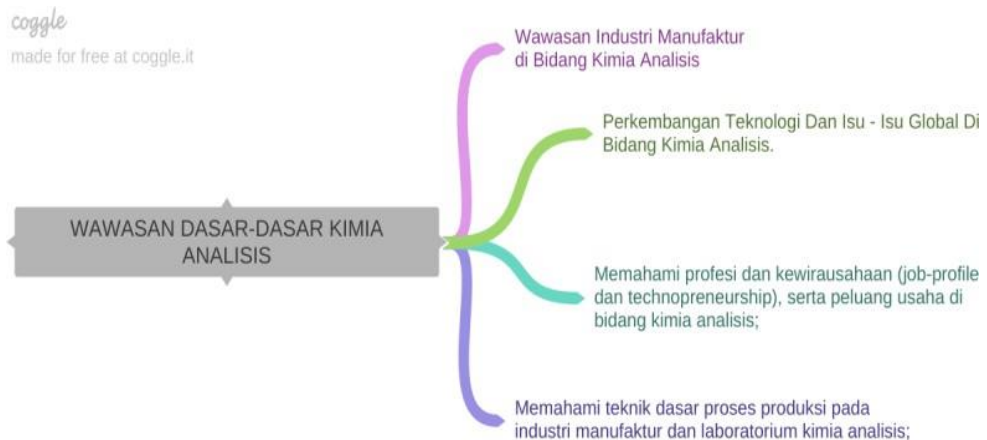 coggle
made for free at coggle.it
Wawasan Industri Manufaktur
di Bidang Kimia Analisis
Perkembangan Teknologi Dan Isu - Isu Global Di
Bidang Kimia Analisis.
WAWASAN DASAR-DASAR KIMIA
ANALISIS
Memahami profesi dan kewirausahaan (job-profile
dan technopreneurship), serta peluang usaha di
bidang kimia analisis;
Memahami teknik dasar proses produksi pada
industri manufaktur dan laboratorium kimia analisis;